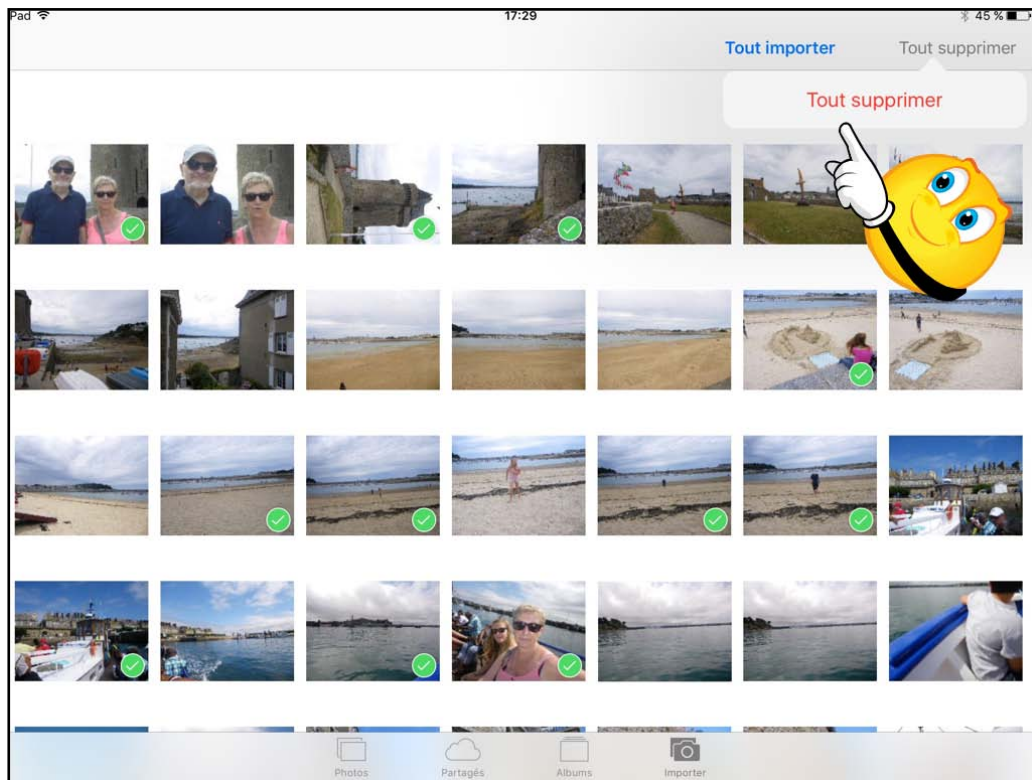 Pad 17:29 45 %
Tout importer Tout supprimer
Tout supprimer
Photos Partagés Albums Importer